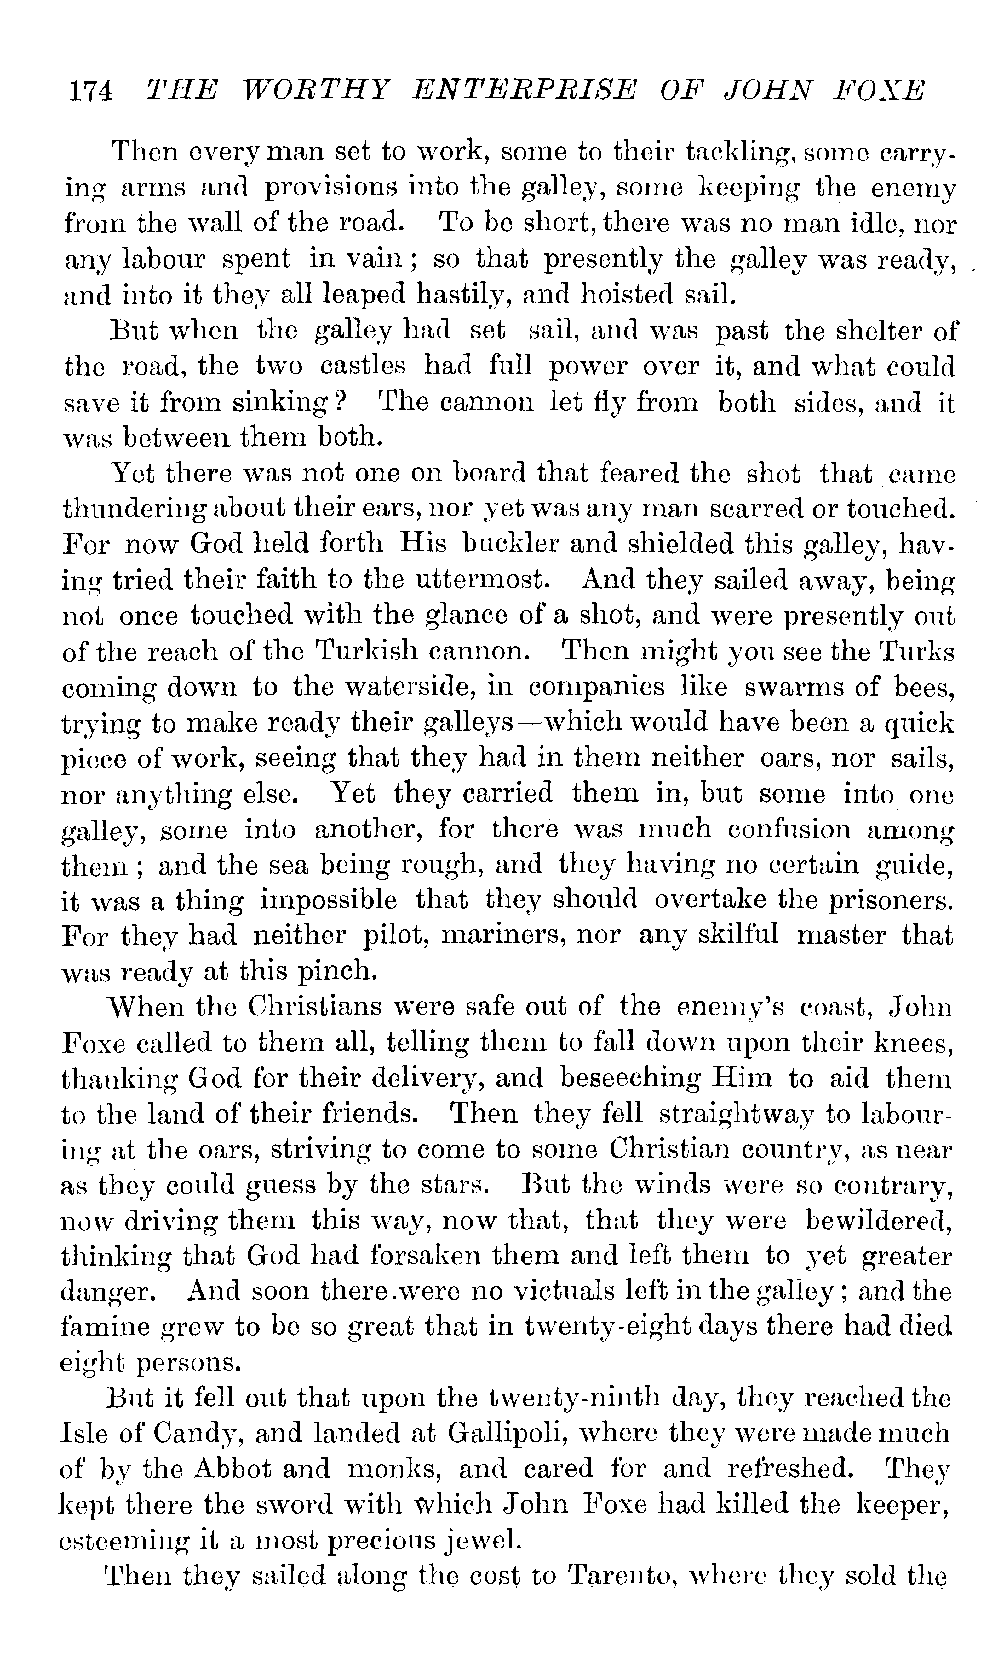 174 THE WORTHY ENTERPRISE OF JOHN FOXE
Then every man set to work, some to their tackling, some carry-
ing arms and provisions into the galley, some keeping the enemy
from the wall of the road. To be short, there was no man idle, nor
any labour spent in vain; so that presently the galley was ready,
and into it they all leaped hastily, and hoisted sail.
But when the galley had set sail, and was past the shelter of
the road, the two castles had full power over it, and what could
save it from sinking? The cannon let fly from both sides, and it
was between them both.
Yet there was not one on board that feared the shot that came
thundering about their ears, nor yet was any man scarred or touched.
For now God held forth His buckler and shielded this galley, hav-
ing tried their faith to the uttermost. And they sailed away, being
not once touched with the glance of a shot, and were presently out
of the reach of the Turkish cannon. Then might you see the Turks
coming down to the waterside, in companies like swarms of bees,
trying to make ready their galleys—which would have been a quick
piece of work, seeing that they had in them neither oars, nor sails,
nor anything else. Yet they carried them in, but some into one
galley, some into another, for there was much confusion among
them; and the sea being rough, and they having no certain guide,
it was a thing impossible that they should overtake the prisoners.
For they had neither pilot, mariners, nor any skilful master that
was ready at this pinch.
When the Christians were safe out of the enemy's coast, John
Foxe called to them all, telling them to fall down upon their knees,
thanking God for their delivery, and beseeching Him to aid them
to the land of their friends. Then they fell straightway to labour-
ing at the oars, striving to come to some Christian country, as near
as they could guess by the stars. But the winds were so contrary,
now driving them this way, now that, that they were bewildered,
thinking that God had forsaken them and left them to yet greater
danger. And soon there were no victuals left in the galley; and the
famine grew to be so great that in twenty-eight days there had died
eight persons.
But it fell out that upon the twenty-ninth day, they reached the
Isle of Candy, and landed at Gallipoli, where they were made much
of by the Abbot and monks, and cared for and refreshed. They
kept there the sword with which John Foxe had killed the keeper,
esteeming it a most precious jewel.
Then they sailed along the cost to Tarento, where they sold the